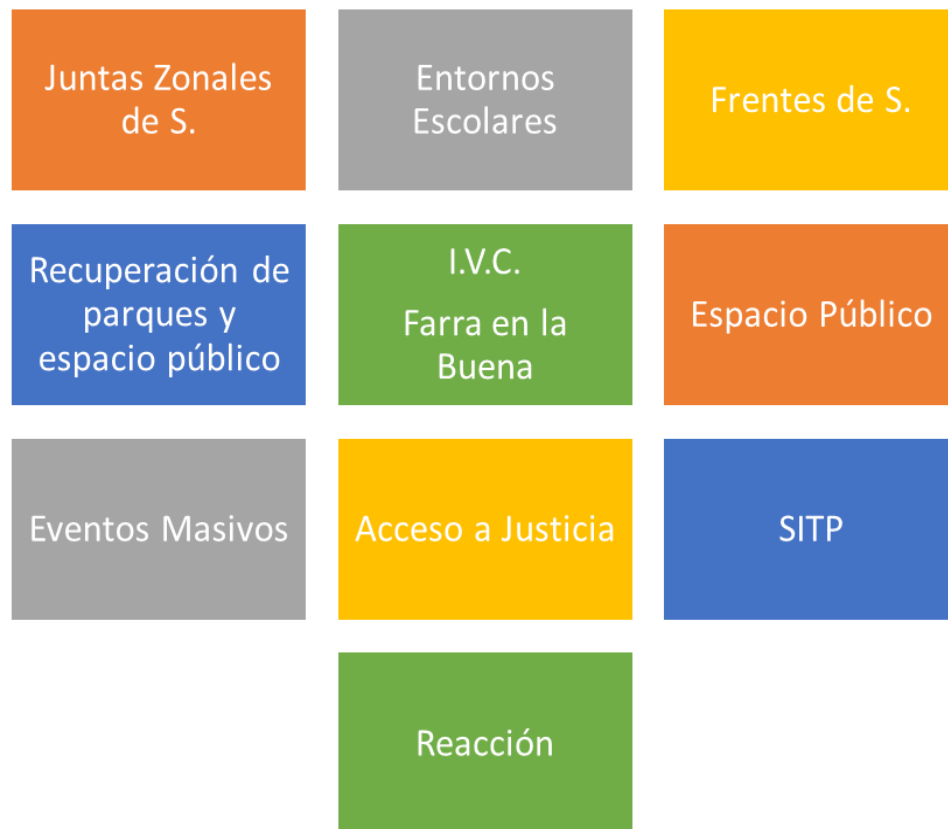 Juntas Zonales
de S.
Entornos
Escolares
Frentes de S.
Recuperación de
parques y
espacio público
I.V.C.
Farra en la
Buena
Espacio Público
Eventos Masivos
Acceso a Justicia
SITP
Reacción